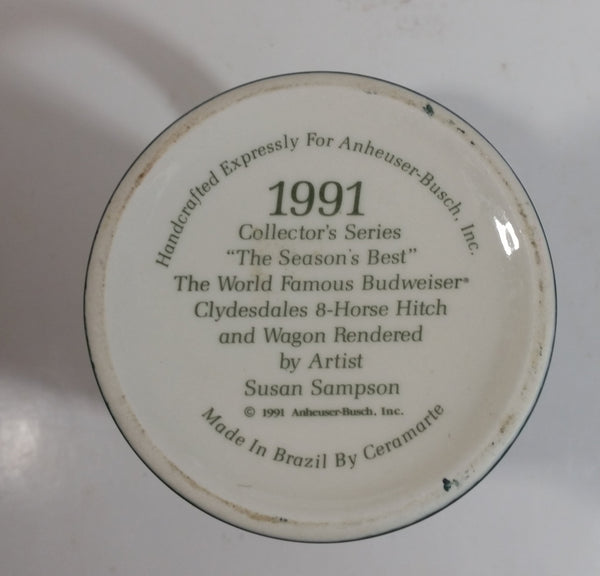 Handcrafted Expressly For Anheuser-Busch, Inc.
1991
Collector's Series
"The Season's Best"
The World Famous Budweiser®
Clydesdales 8-Horse Hitch
and Wagon Rendered
by Artist
Susan Sampson
© 1991 Anheuser-Busch, Inc.
Made In Brazil By Ceramarte